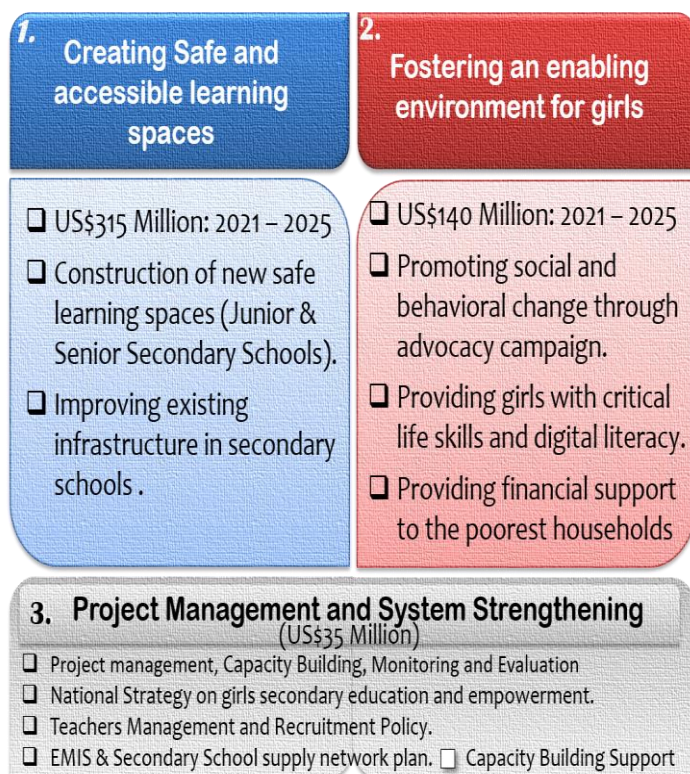 1.
Creating Safe and
accessible learning
spaces
2.
Fostering an enabling
environment for girls
❑ US$315 Million: 2021 – 2025
❑ Construction of new safe
learning spaces (Junior &
Senior Secondary Schools).
❑ Improving existing
infrastructure in secondary
schools .
❑ US$140 Million: 2021 – 2025
❑ Promoting social and
behavioral change through
advocacy campaign.
❑ Providing girls with critical
life skills and digital literacy.
❑ Providing financial support
to the poorest households
3. Project Management and System Strengthening
(US$35 Million)
❑ Project management, Capacity Building, Monitoring and Evaluation
❑ National Strategy on girls secondary education and empowerment.
❑ Teachers Management and Recruitment Policy.
❑ EMIS & Secondary School supply network plan. ❑ Capacity Building Support